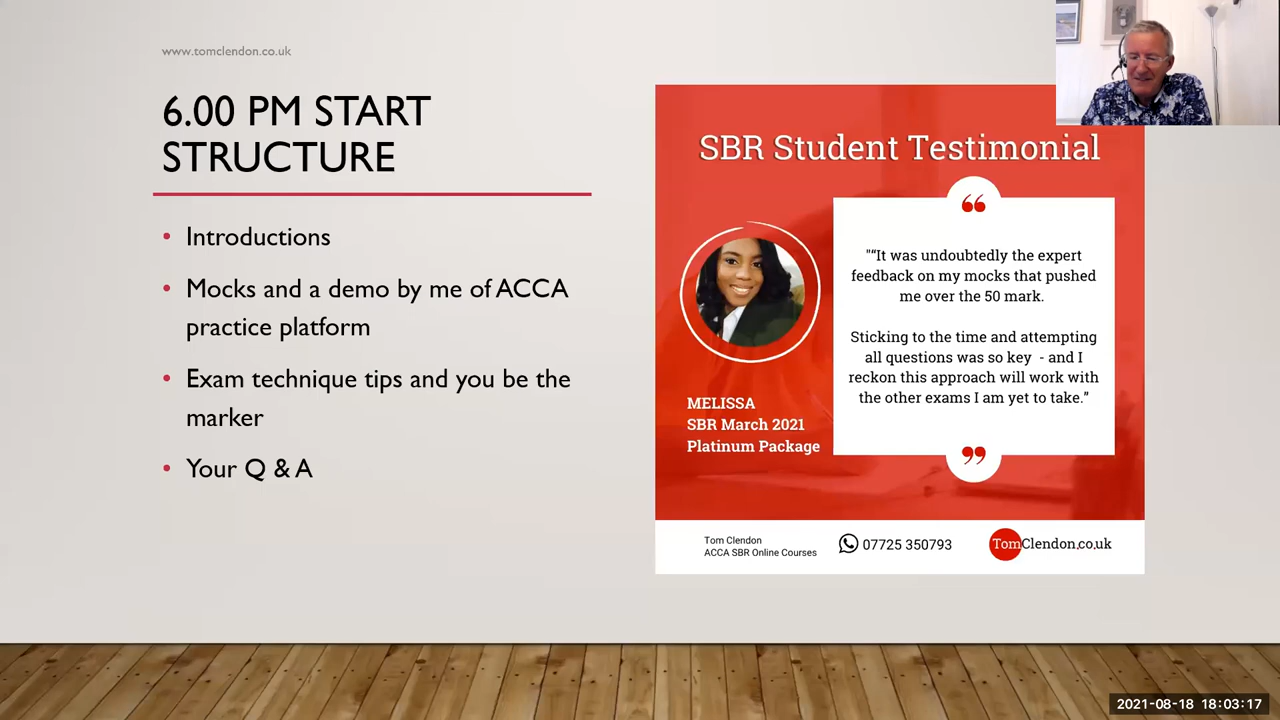 www.tomclendon.co.uk
6.00 PM START
STRUCTURE
• Introductions
• Mocks and a demo by me of ACCA
practice platform
• Exam technique tips and you be the
marker
• Your Q & A
SBR Student Testimonial
“
"“It was undoubtedly the expert
feedback on my mocks that pushed
me over the 50 mark.
Sticking to the time and attempting
all questions was so key - and I
reckon this approach will work with
the other exams I am yet to take.”
”
MELISSA
SBR March 2021
Platinum Package
Tom Clendon
ACCA SBR Online Courses
07725 350793
TomClendon.co.uk
2021-08-18 18:03:17